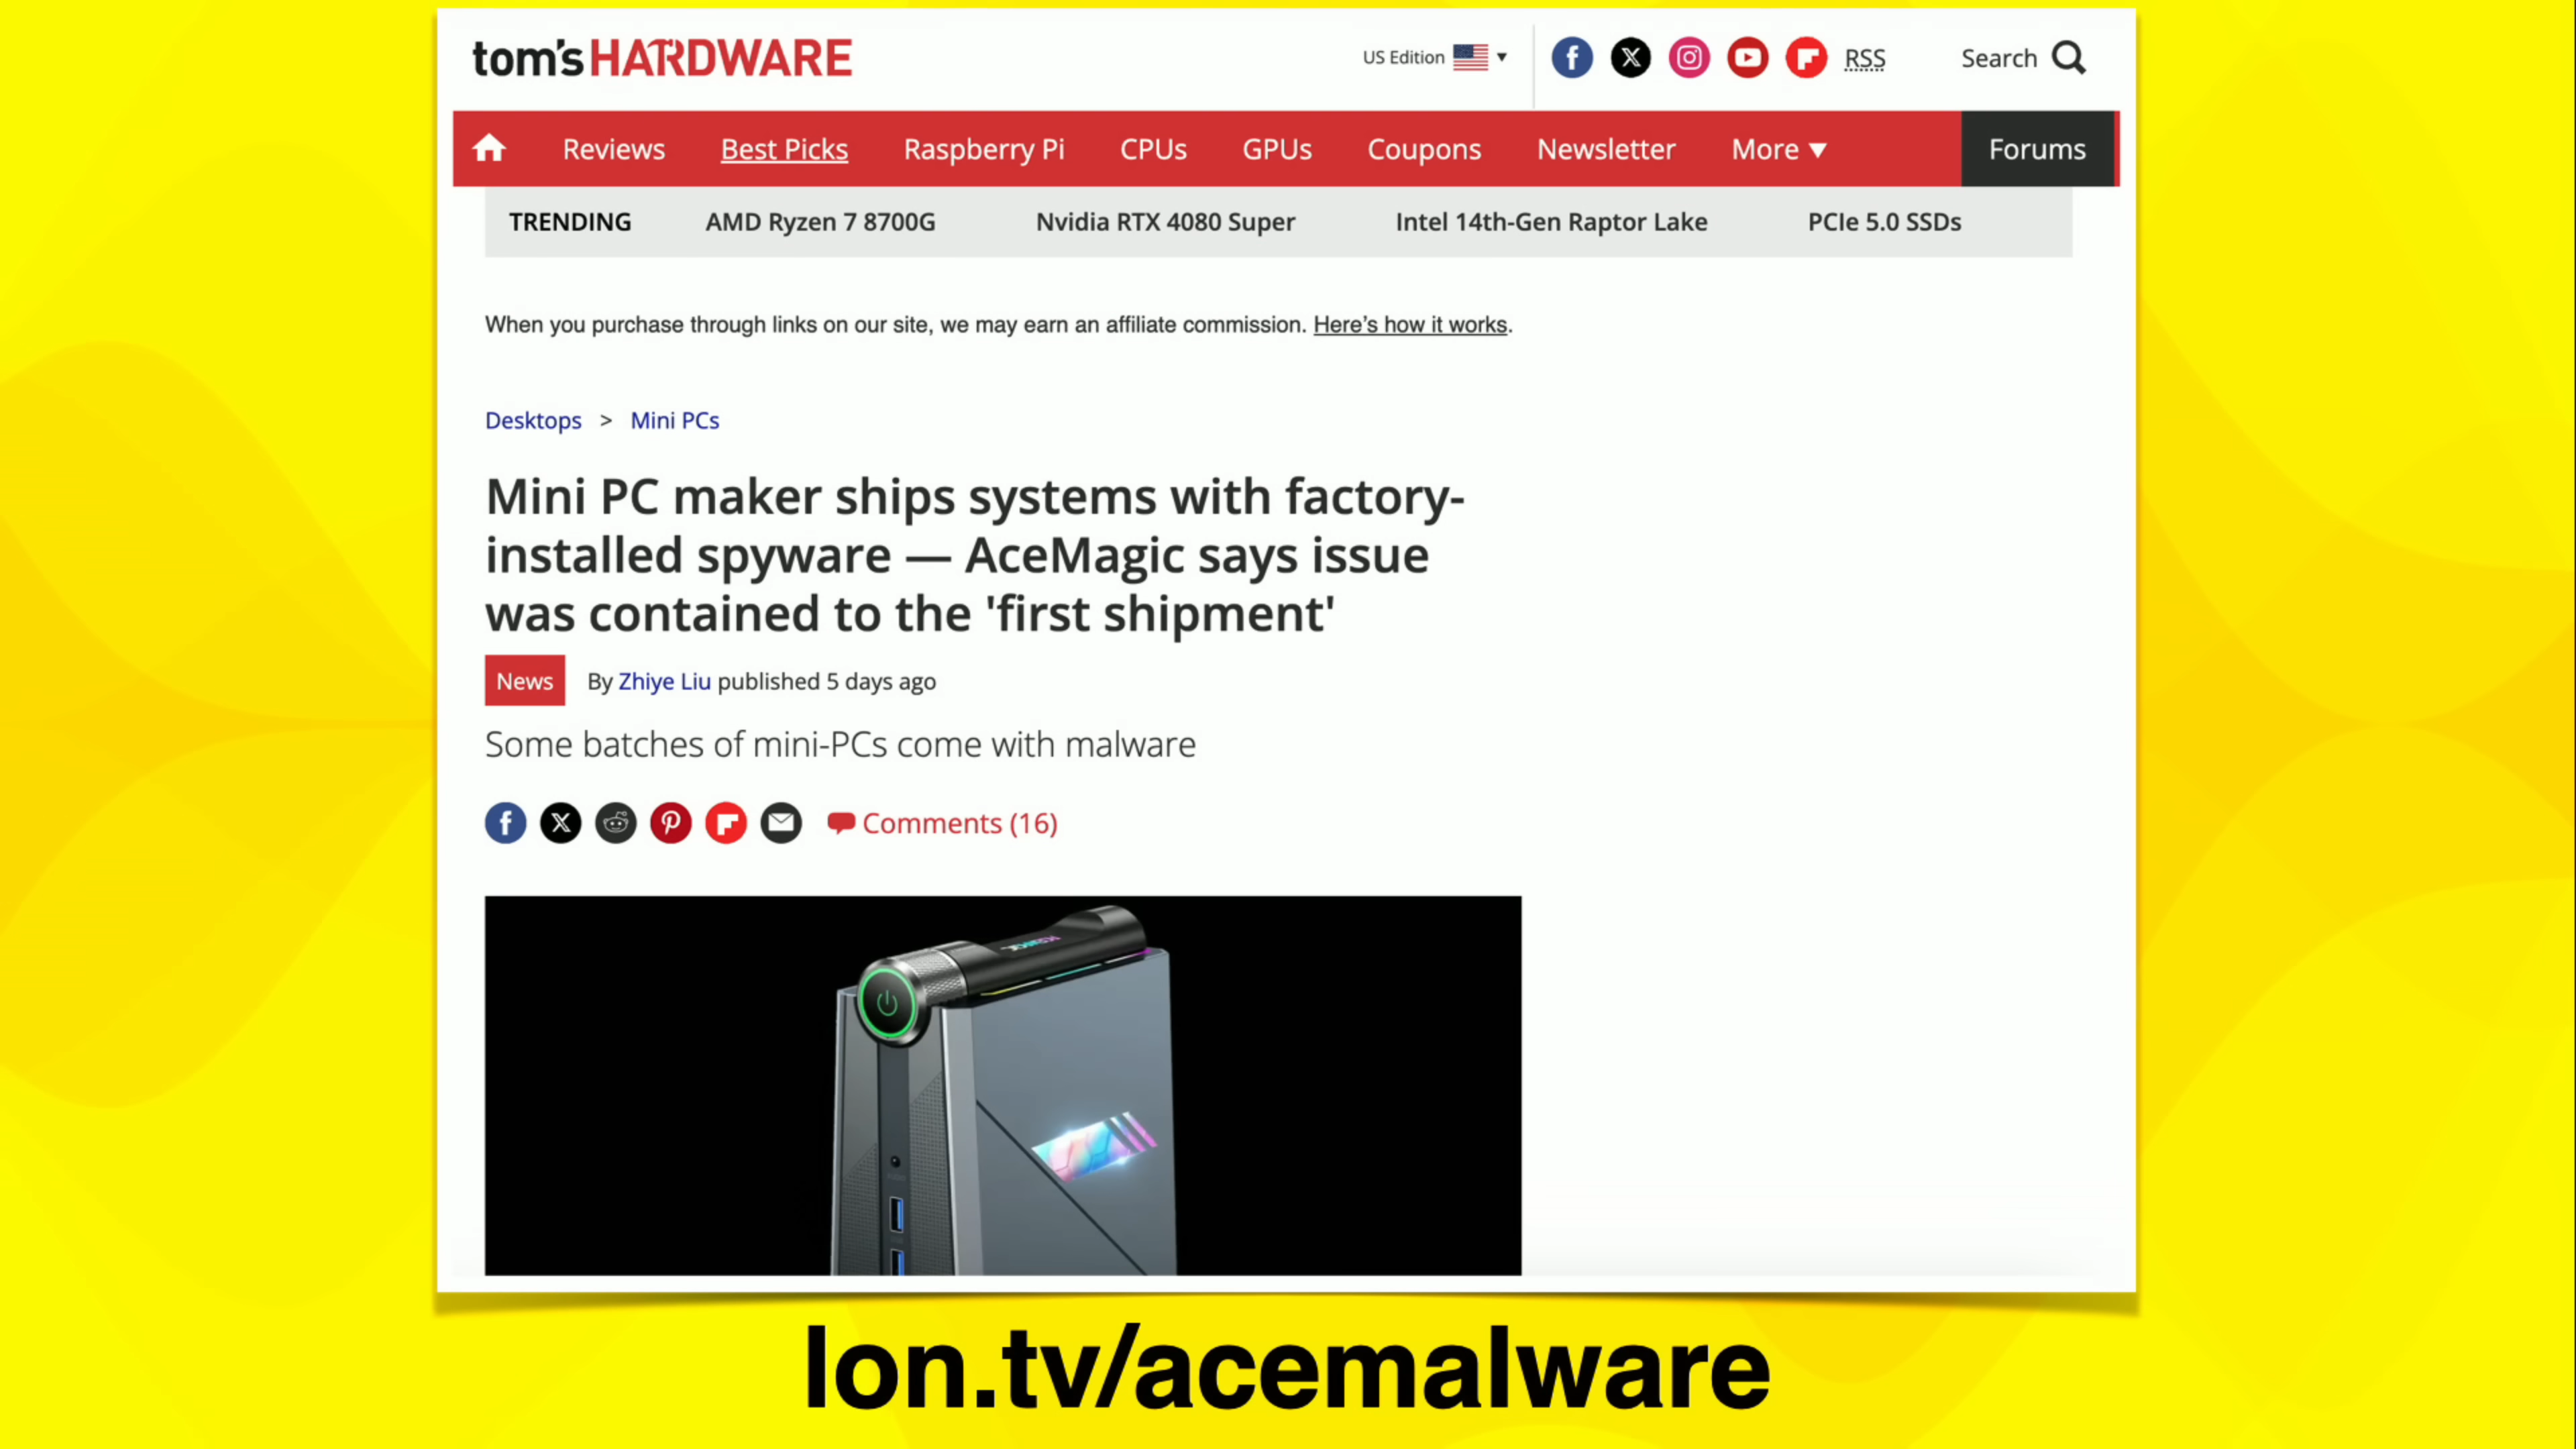 tom's HARDWARE
US Edition
RSS
Search
Reviews
Best Picks
Raspberry Pi
CPUs
GPUs
Coupons
Newsletter
More
Forums
TRENDING
AMD Ryzen 7 8700G
Nvidia RTX 4080 Super
Intel 14th-Gen Raptor Lake
PCIe 5.0 SSDs
When you purchase through links on our site, we may earn an affiliate commission. Here's how it works.
Desktops > Mini PCs
Mini PC maker ships systems with factory-
installed spyware — AceMagic says issue
was contained to the 'first shipment'
News
By Zhiye Liu published 5 days ago
Some batches of mini-PCs come with malware
Comments (16)
lon.tv/acemalware